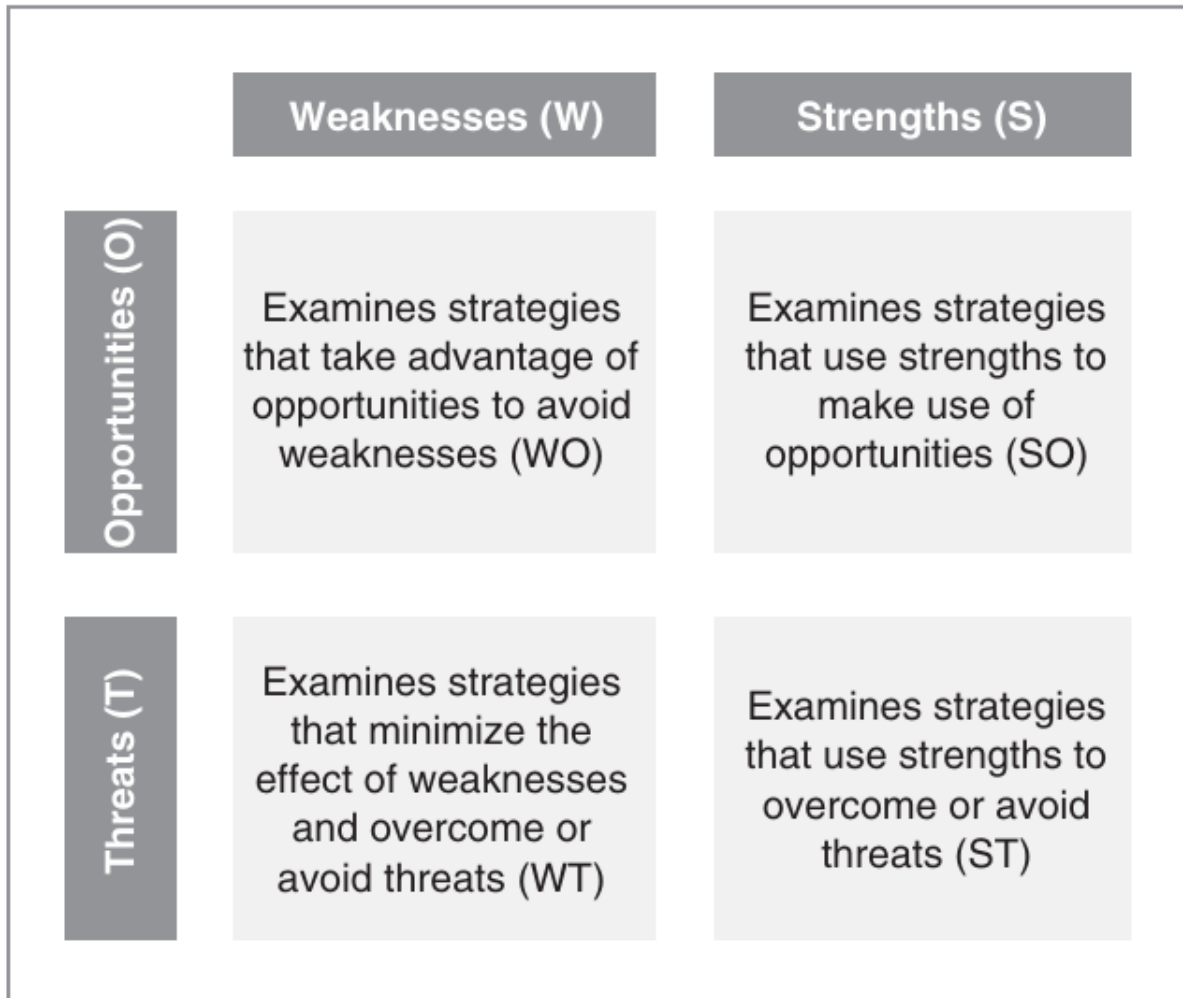 Weaknesses (W)
Strengths (S)
Opportunities (O)
Examines strategies
that take advantage of
opportunities to avoid
weaknesses (WO)
Examines strategies
that use strengths to
make use of
opportunities (SO)
Threats (T)
Examines strategies
that minimize the
effect of weaknesses
and overcome or
avoid threats (WT)
Examines strategies
that use strengths to
overcome or avoid
threats (ST)